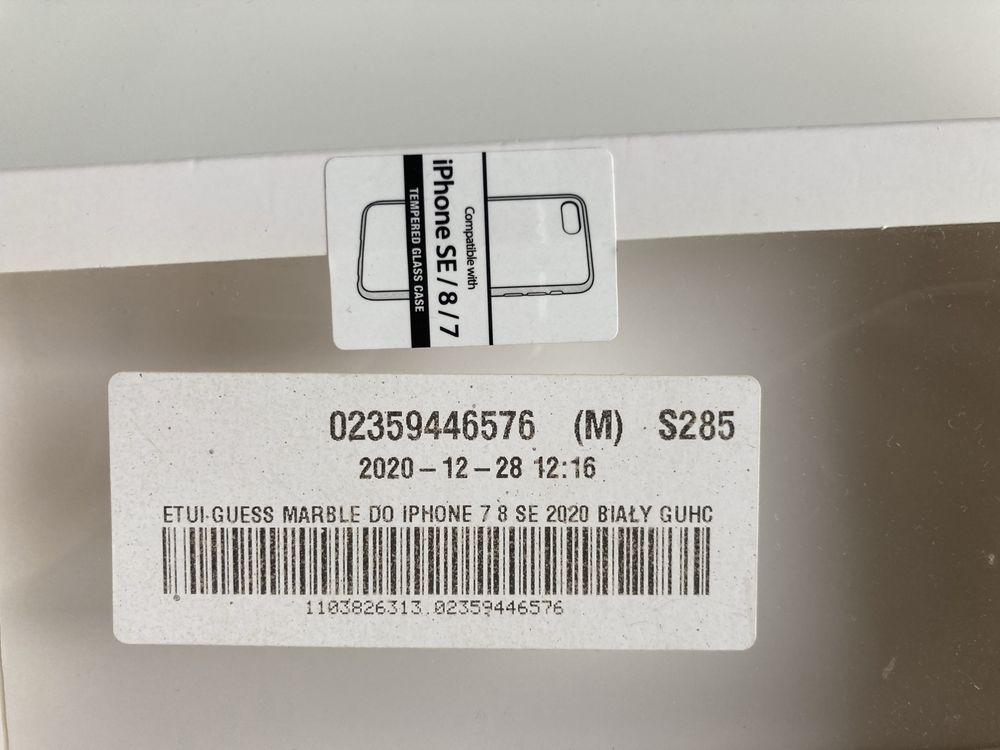 Compatible with
iPhone SE / 8 / 7
TEMPERED GLASS CASE
02359446576 (M) S285
2020-12-28 12:16
ETUI GUESS MARBLE DO IPHONE 7 8 SE 2020 BIAŁY GUHC
1103826313.02359446576